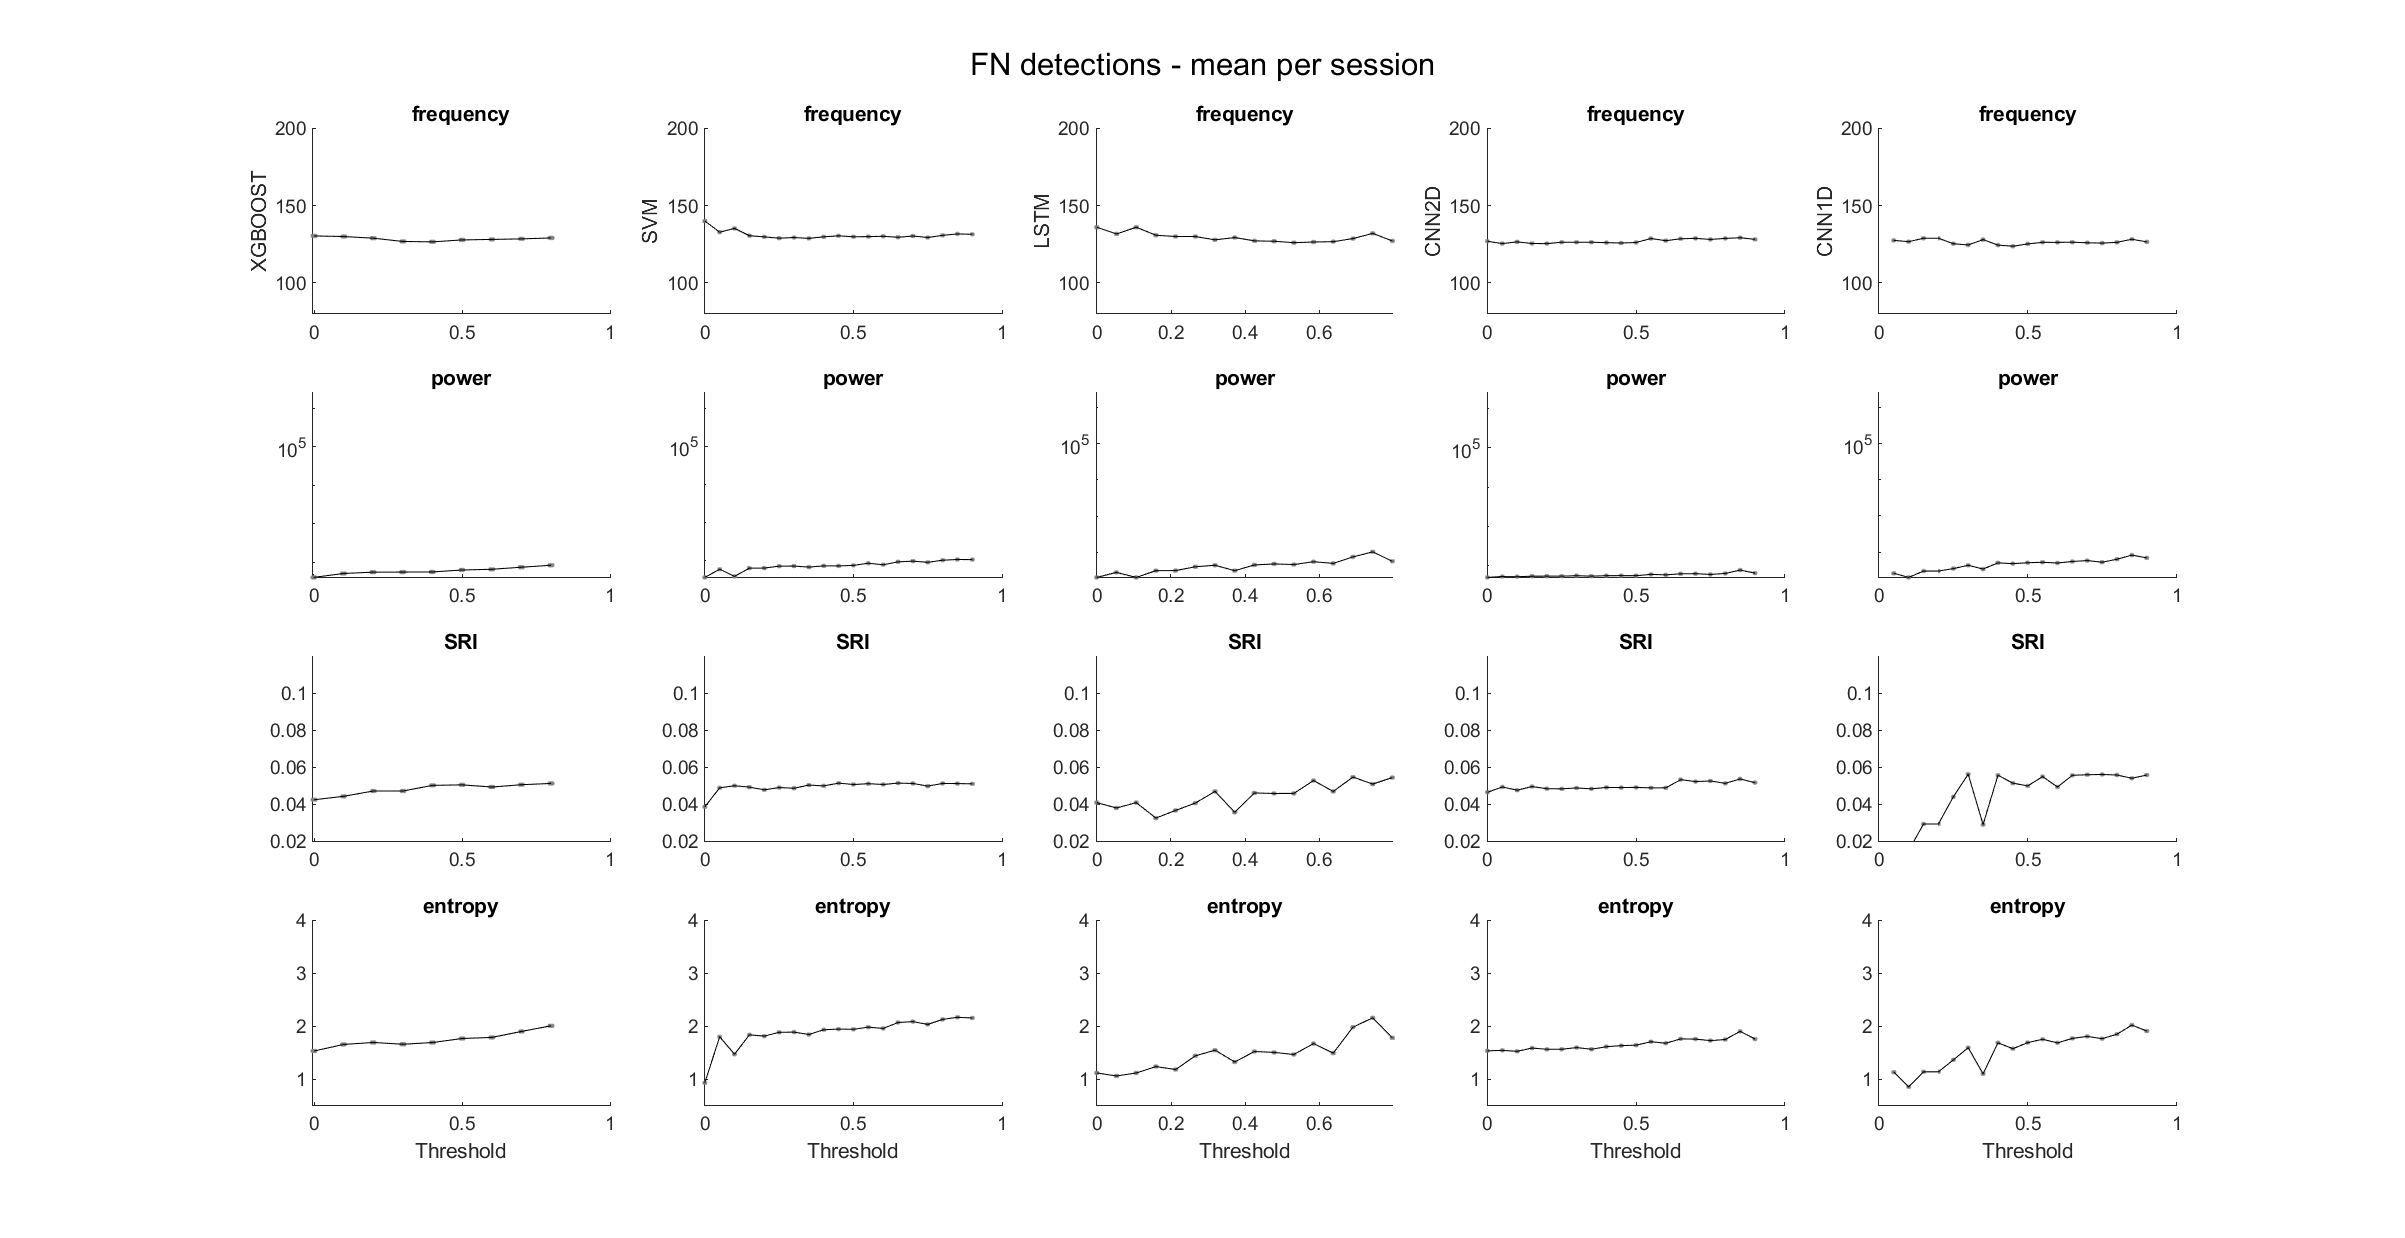 FN detections - mean per session
frequency frequency frequency frequency frequency
XGBOOST 200 150 100 SVM 200 150 100 LSTM 200 150 100 CNN2D 200 150 100 CNN1D 200 150 100
0 0.5 1 0 0.5 1 0 0.2 0.4 0.6 0 0.5 1 0 0.5 1
power power power power power
10^5 10^5 10^5 10^5 10^5
0 0.5 1 0 0.5 1 0 0.2 0.4 0.6 0 0.5 1 0 0.5 1
SRI SRI SRI SRI SRI
0.1 0.1 0.1 0.1 0.1
0.08 0.08 0.08 0.08 0.08
0.06 0.06 0.06 0.06 0.06
0.04 0.04 0.04 0.04 0.04
0.02 0.02 0.02 0.02 0.02
0 0.5 1 0 0.5 1 0 0.2 0.4 0.6 0 0.5 1 0 0.5 1
entropy entropy entropy entropy entropy
4 4 4 4 4
3 3 3 3 3
2 2 2 2 2
1 1 1 1 1
0 0.5 1 0 0.5 1 0 0.2 0.4 0.6 0 0.5 1 0 0.5 1
Threshold Threshold Threshold Threshold Threshold